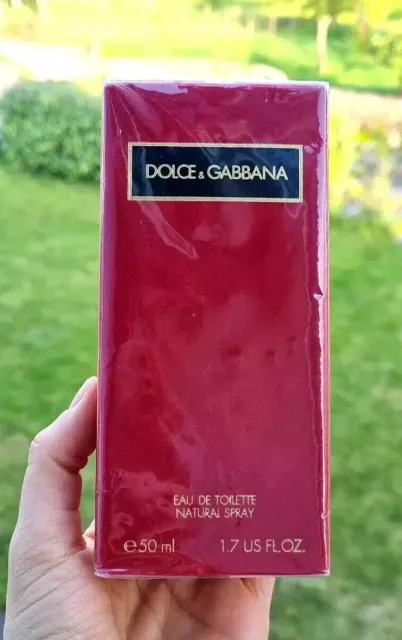 DOLCE & GABBANA
EAU DE TOILETTE
NATURAL SPRAY
℮50 ml 1.7 US FL.OZ.